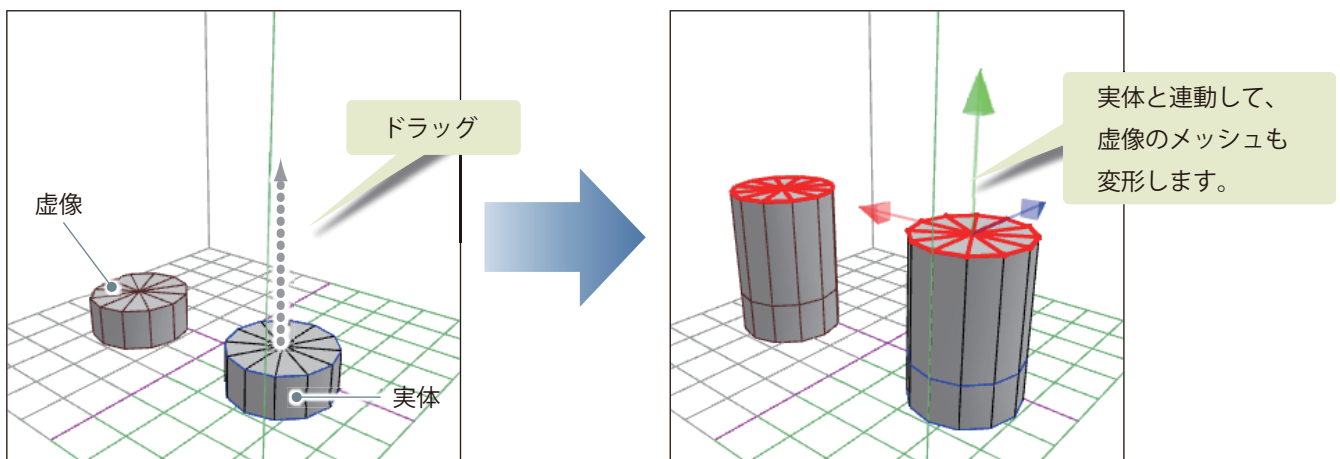 ドラッグ
虚像
実体
実体と連動して、
虚像のメッシュも
変形します。